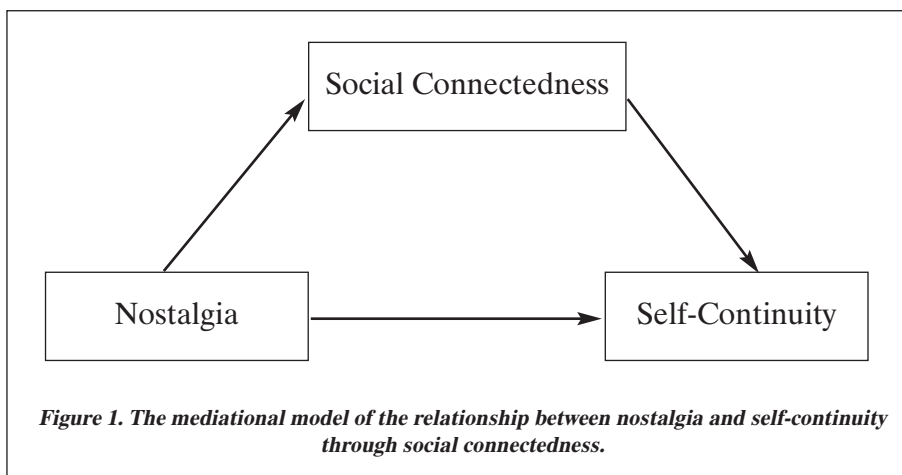 Social Connectedness
Nostalgia
Self-Continuity
Figure 1. The mediational model of the relationship between nostalgia and self-continuity
through social connectedness.